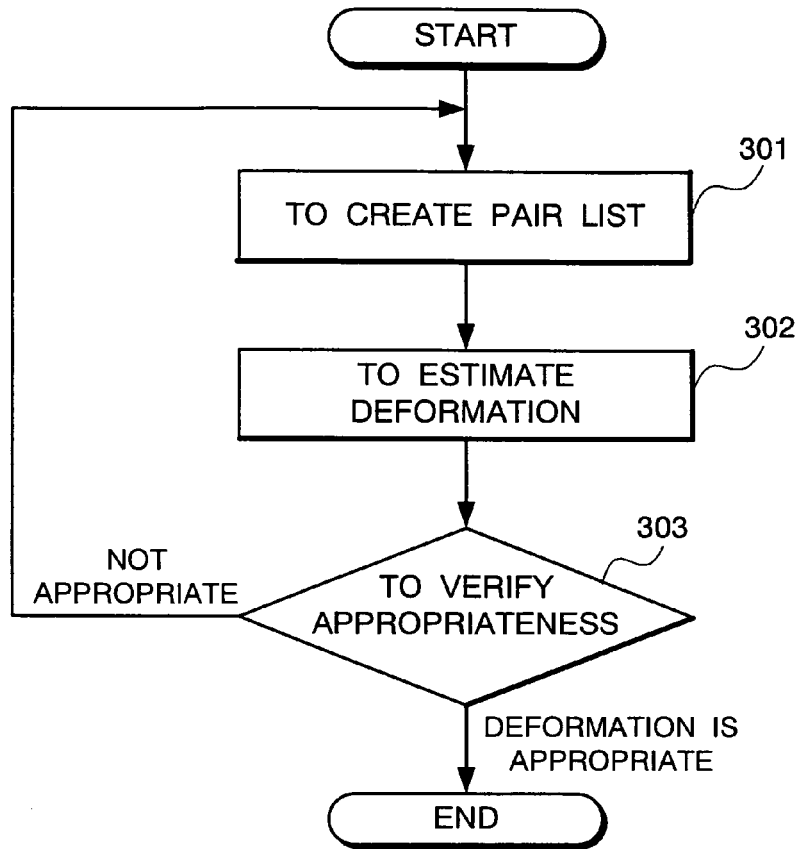 START
301
TO CREATE PAIR LIST
302
TO ESTIMATE
DEFORMATION
303
NOT
APPROPRIATE
TO VERIFY
APPROPRIATENESS
DEFORMATION IS
APPROPRIATE
END